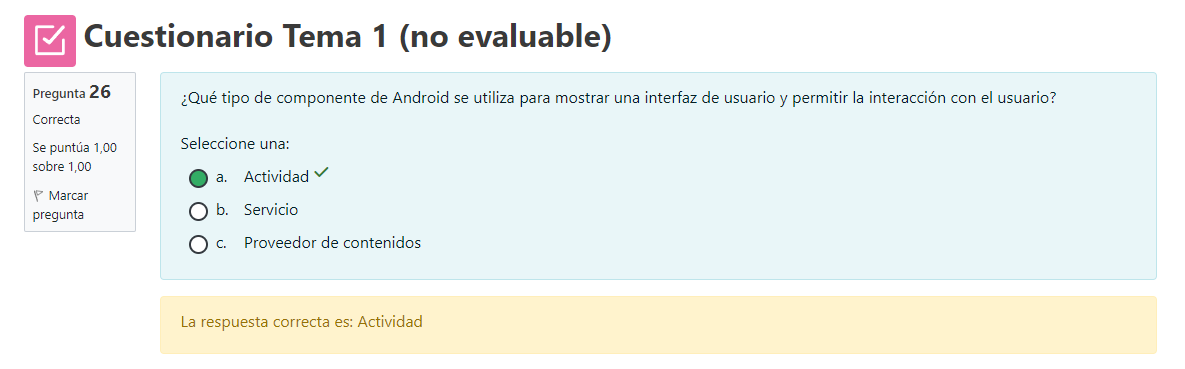 Cuestionario Tema 1 (no evaluable)
Pregunta 26
Correcta
Se puntúa 1,00
sobre 1,00
Marcar
pregunta
¿Qué tipo de componente de Android se utiliza para mostrar una interfaz de usuario y permitir la interacción con el usuario?
Seleccione una:
a. Actividad
b. Servicio
c. Proveedor de contenidos
La respuesta correcta es: Actividad